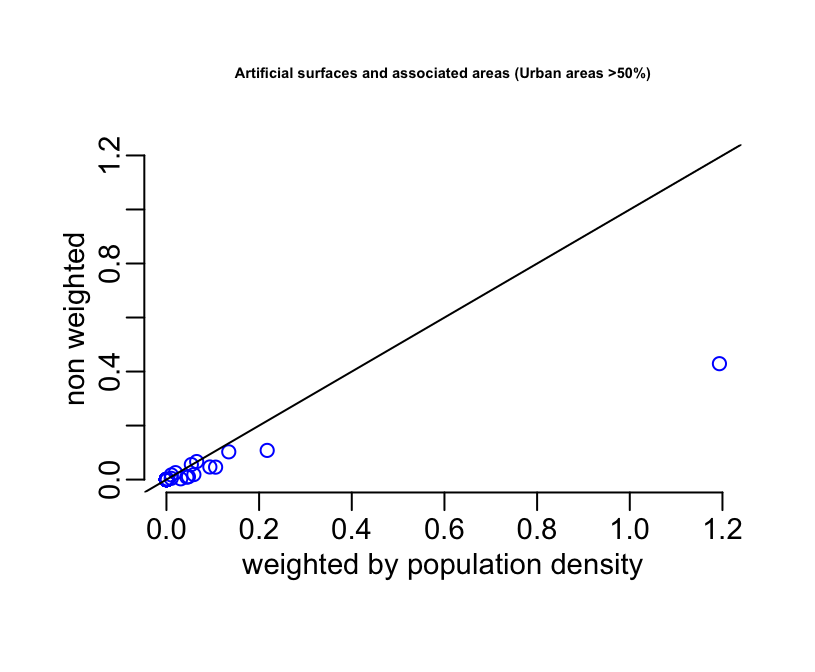 Artificial surfaces and associated areas (Urban areas >50%)
non weighted
1.2
0.8
0.4
0.0
0.0 0.2 0.4 0.6 0.8 1.0 1.2
weighted by population density